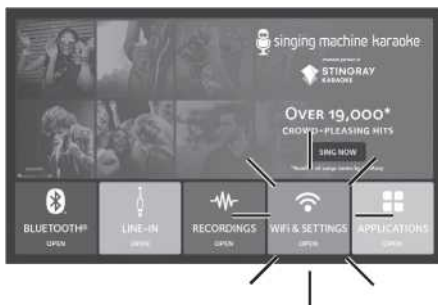 singing machine karaoke
STINGRAY
KARAOKE
OVER 19,000*
CROWD-PLEASING HITS
SING NOW
BLUETOOTH®
OPEN
LINE-IN
OPEN
RECORDINGS
OPEN
WiFi & SETTINGS
OPEN
APPLICATIONS
OPEN